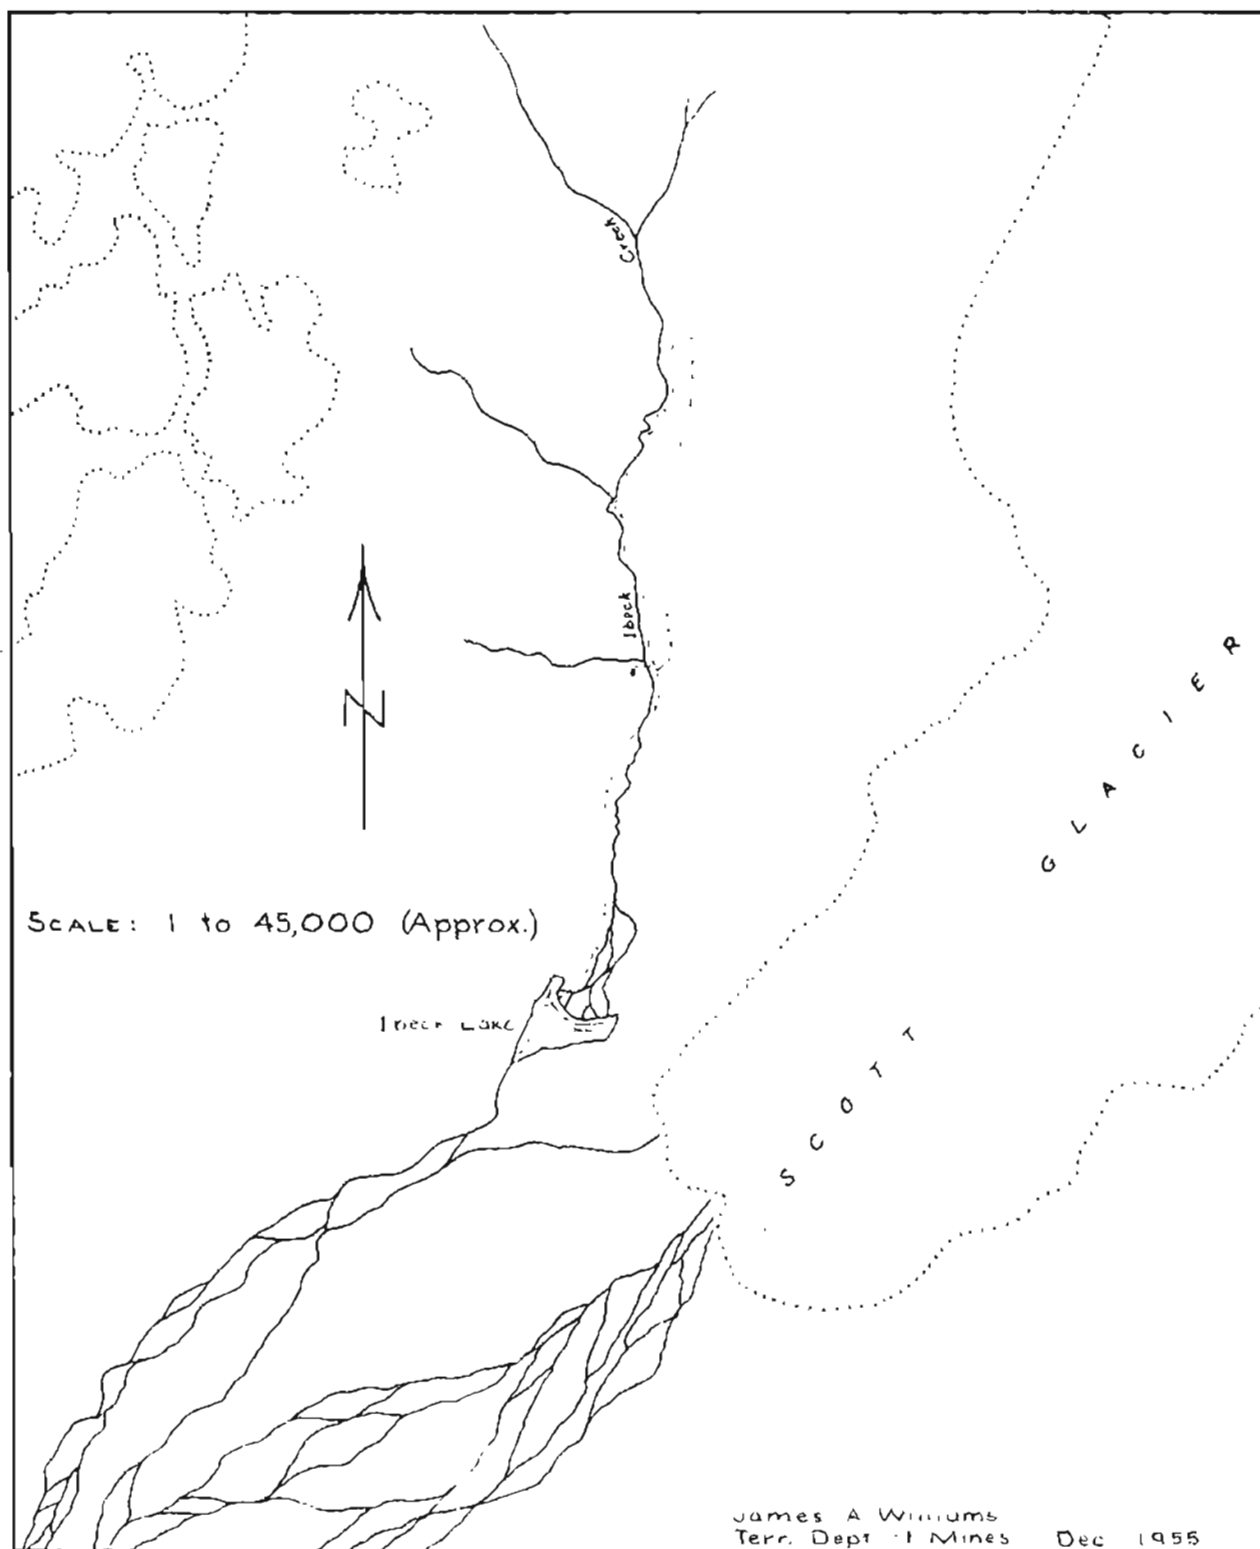 Creek
Ibeck
N
GLACIER
SCALE: 1 to 45,000 (Approx.)
Ibeck Lake
SCOTT
James A Williams
Terr. Dept of Mines Dec 1955